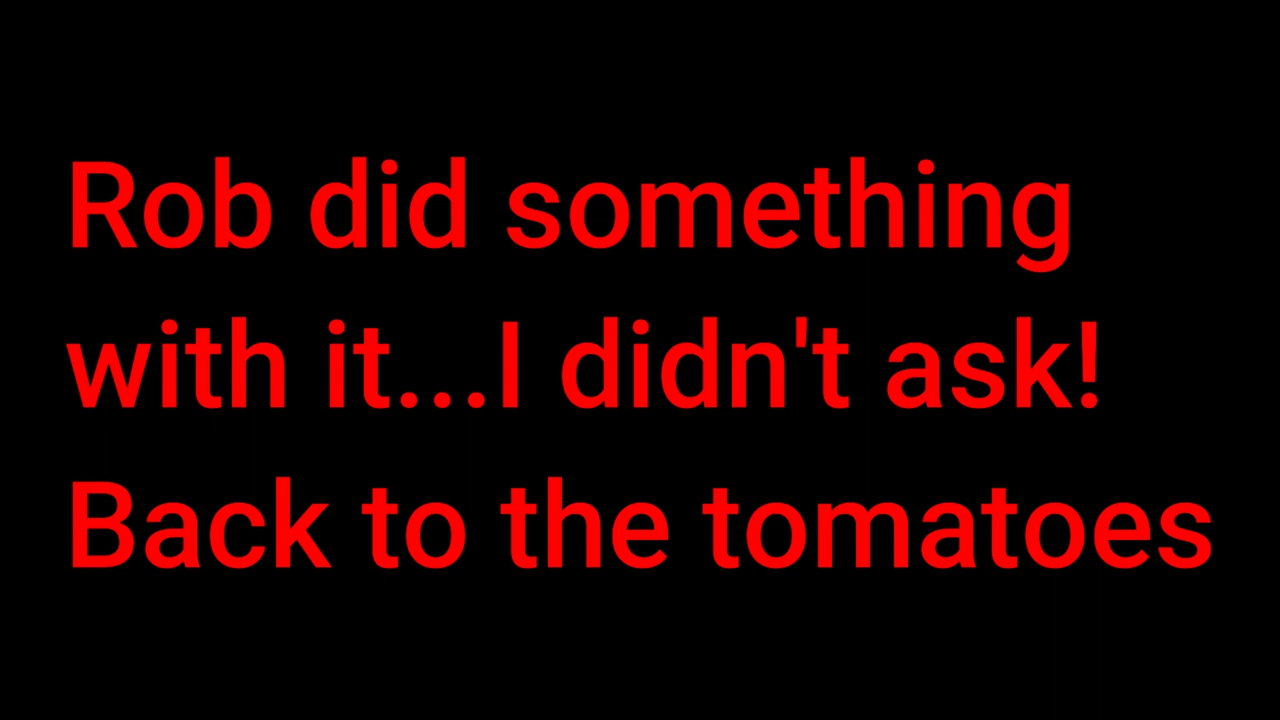 Rob did something
with it...I didn't ask!
Back to the tomatoes